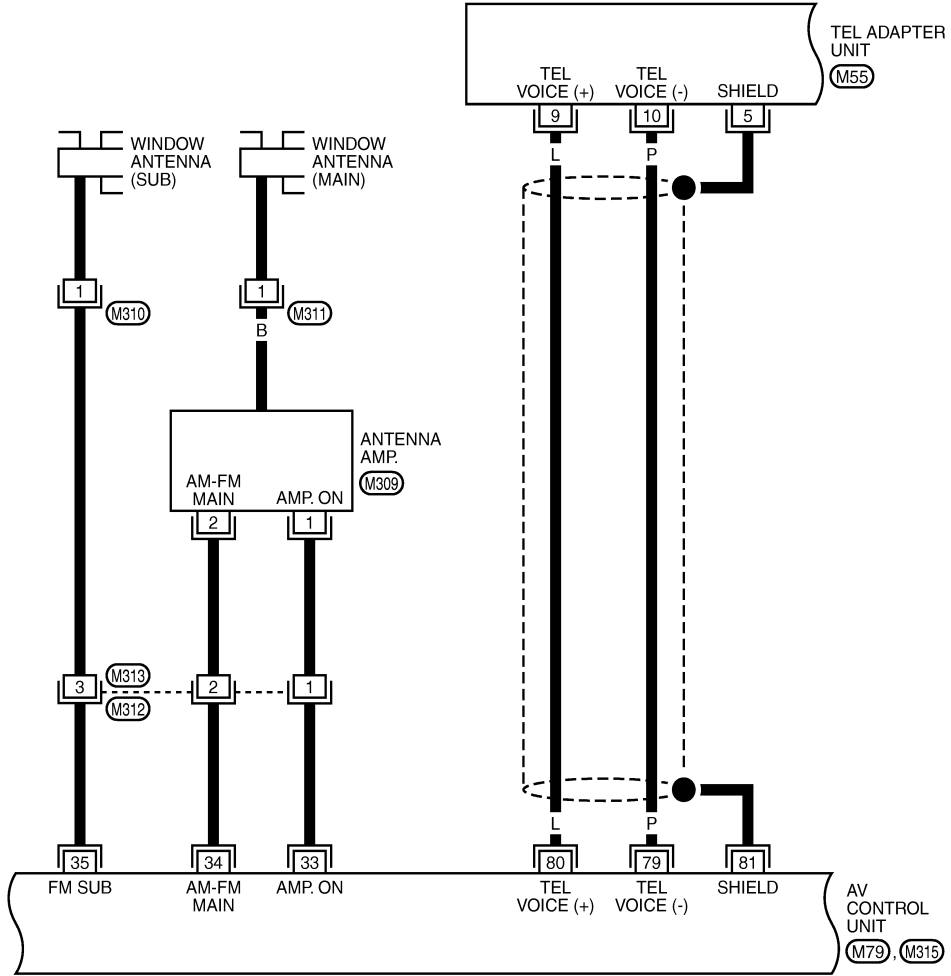 TEL ADAPTER
UNIT
M55
TEL
VOICE (+)
TEL
VOICE (-)
SHIELD
9
10
5
L
P
WINDOW
ANTENNA
(SUB)
WINDOW
ANTENNA
(MAIN)
1
M310
1
M311
B
ANTENNA
AMP.
M309
AM-FM
MAIN
AMP. ON
2
1
M313
3
2
1
M312
L
P
35
34
33
80
79
81
FM SUB
AM-FM
MAIN
AMP. ON
TEL
VOICE (+)
TEL
VOICE (-)
SHIELD
AV
CONTROL
UNIT
M79 , M315